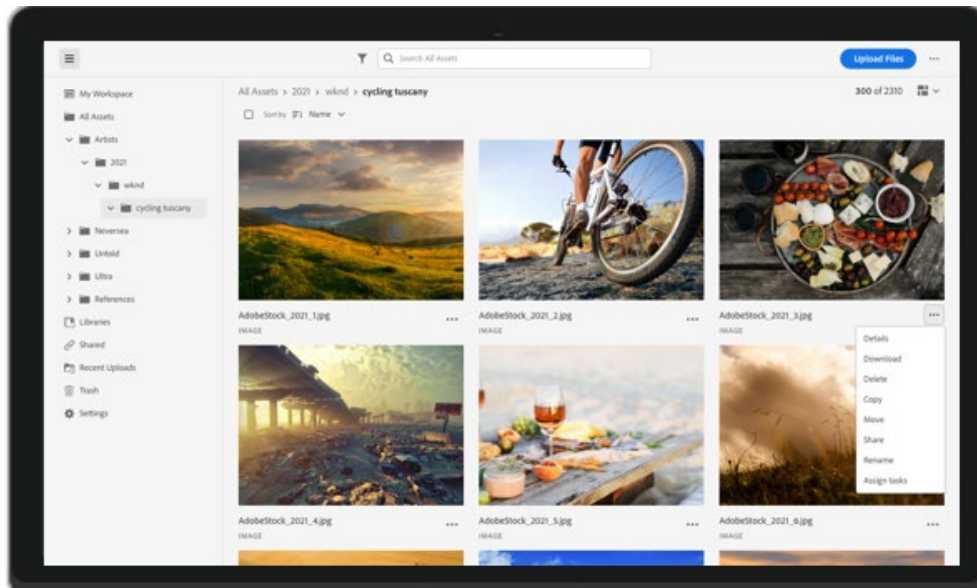 Search All Assets
Upload Files
My Workspace
All Assets
Artists
2021
wknd
cycling tuscany
Neversea
Untold
Ultra
References
Libraries
Shared
Recent Uploads
Trash
Settings
All Assets > 2021 > wknd > cycling tuscany
300 of 2310
Sort by Name
AdobeStock_2021_1.jpg
IMAGE
AdobeStock_2021_2.jpg
IMAGE
AdobeStock_2021_3.jpg
IMAGE
Details
Download
Delete
Copy
Move
Share
Rename
Assign tasks
AdobeStock_2021_4.jpg
IMAGE
AdobeStock_2021_5.jpg
IMAGE
AdobeStock_2021_6.jpg
IMAGE